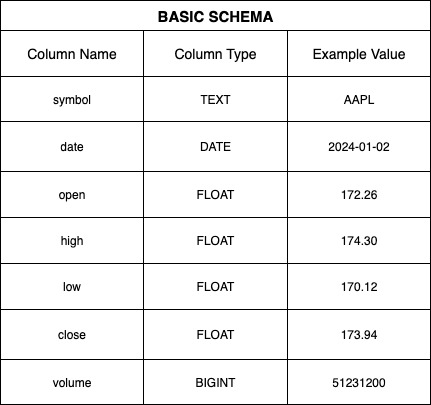 BASIC SCHEMA
Column Name Column Type Example Value
symbol TEXT AAPL
date DATE 2024-01-02
open FLOAT 172.26
high FLOAT 174.30
low FLOAT 170.12
close FLOAT 173.94
volume BIGINT 51231200